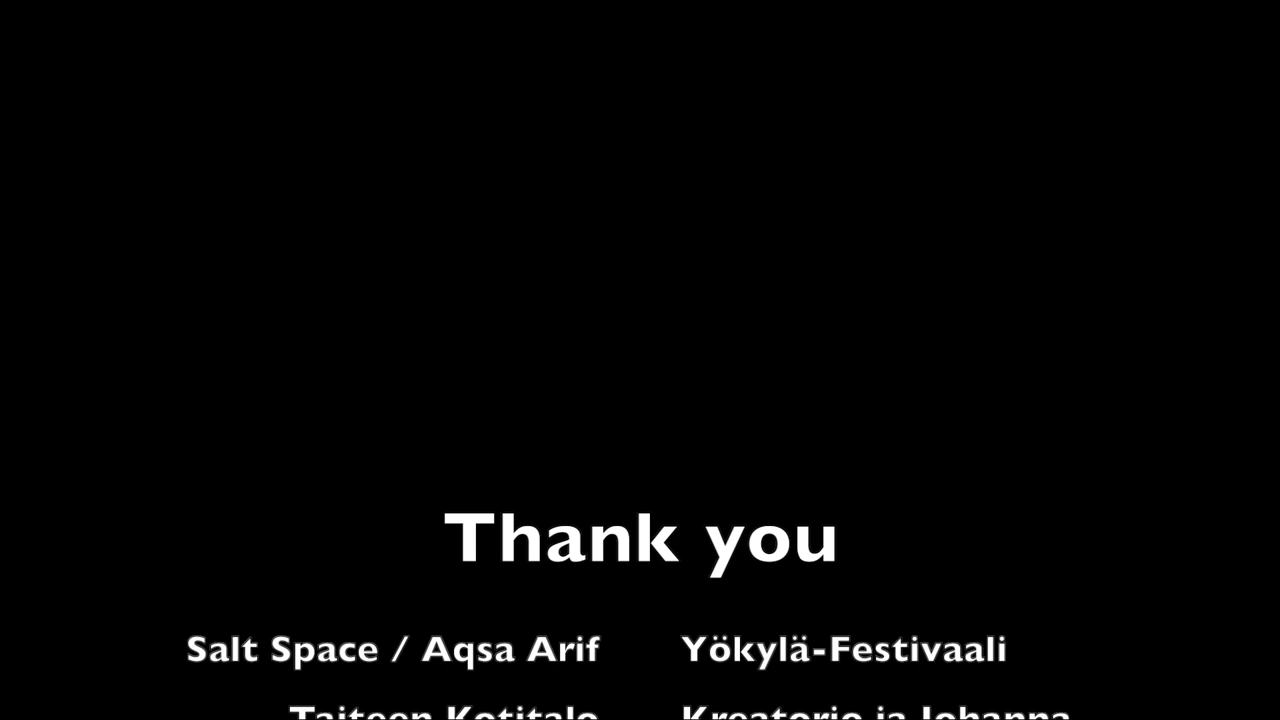 Thank you
Salt Space / Aqsa Arif Yökylä-Festivaali
Taiteen Kotitalo Kreatorio ja Johanna